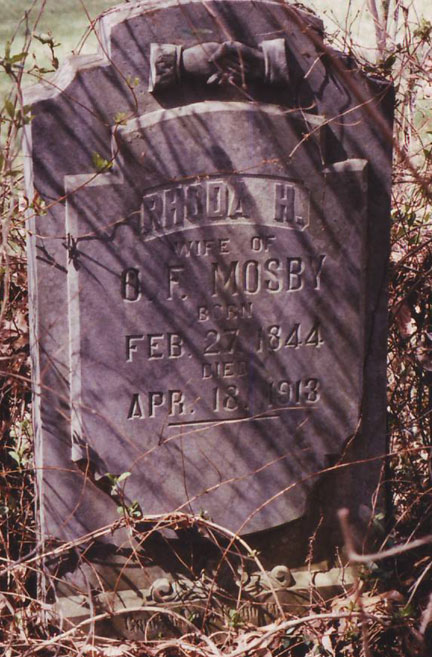 RHODA H.
WIFE OF
F. MOSBY
BORN
FEB. 27 1844
DIED
APR. 18, 1913